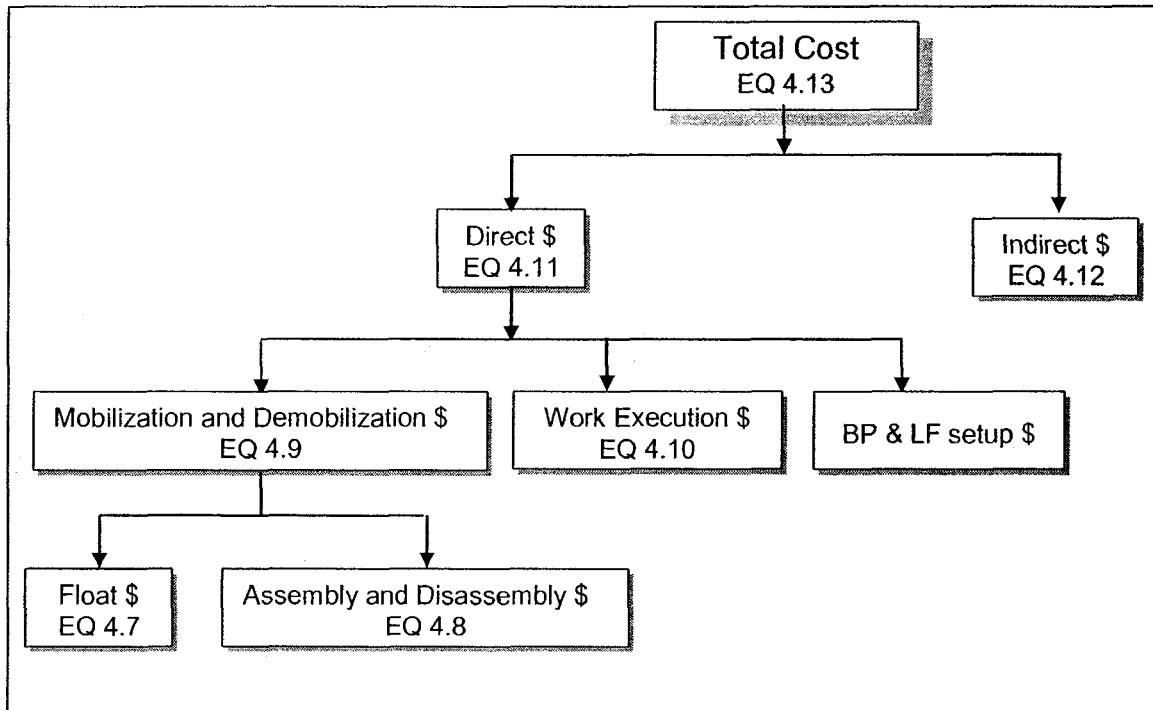 Total Cost
EQ 4.13
Direct $
EQ 4.11
Indirect $
EQ 4.12
Mobilization and Demobilization $
EQ 4.9
Work Execution $
EQ 4.10
BP & LF setup $
Float $
EQ 4.7
Assembly and Disassembly $
EQ 4.8